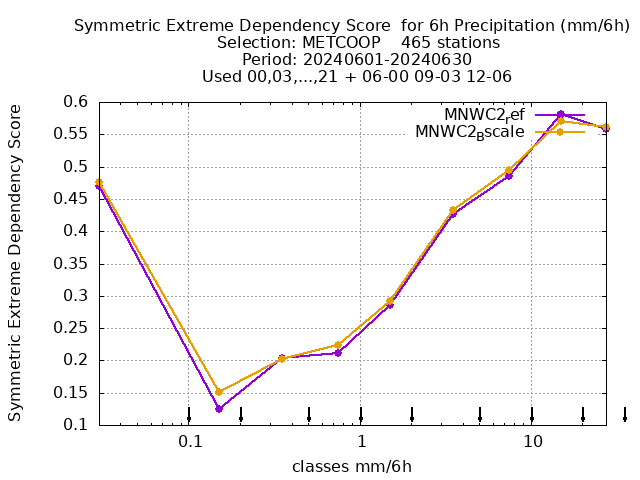 Symmetric Extreme Dependency Score  for 6h Precipitation (mm/6h)
Selection: METCOOP    465 stations
Period: 20240601-20240630
Used 00,03,...,21 + 06-00 09-03 12-06
Symmetric Extreme Dependency Score
0.6
0.55
0.5
0.45
0.4
0.35
0.3
0.25
0.2
0.15
0.1
MNWC2_ref
MNWC2_Bscale
0.1
1
10
classes mm/6h